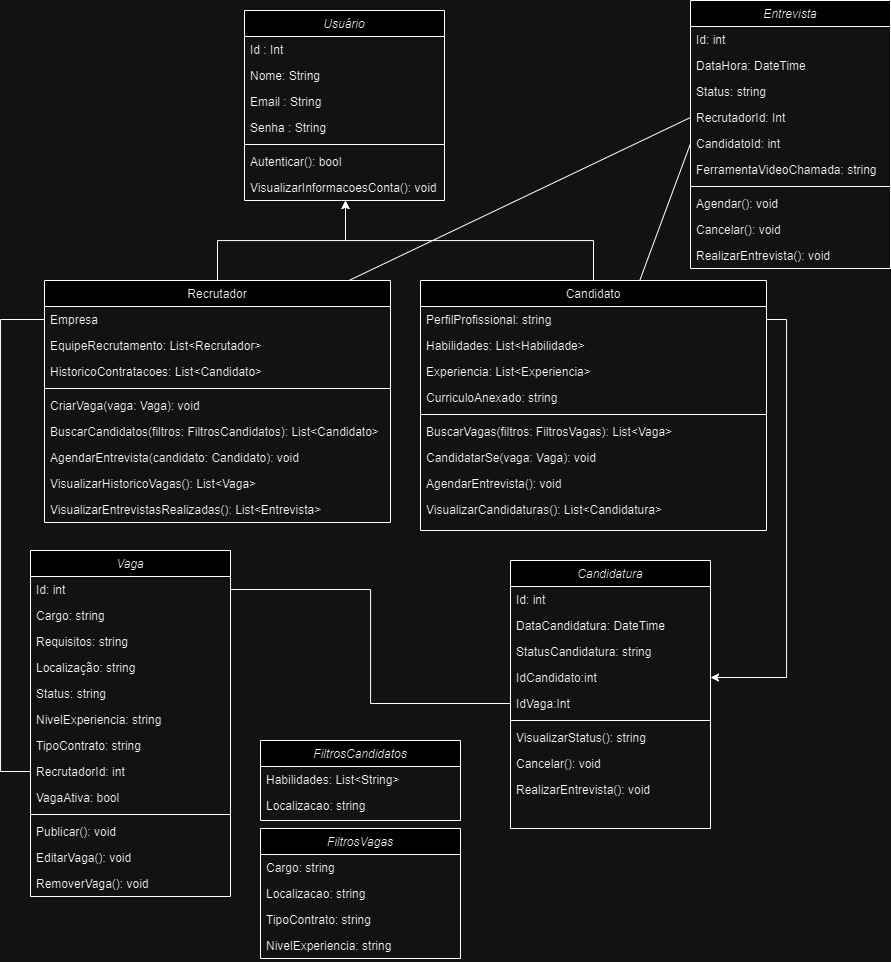 Usuário
Id : Int
Nome: String
Email : String
Senha : String
Autenticar(): bool
VisualizarInformacoesConta(): void
Entrevista
Id: int
DataHora: DateTime
Status: string
RecrutadorId: Int
CandidatoId: int
FerramentaVideoChamada: string
Agendar(): void
Cancelar(): void
RealizarEntrevista(): void
Recrutador
Empresa
EquipeRecrutamento: List<Recrutador>
HistoricoContratacoes: List<Candidato>
CriarVaga(vaga: Vaga): void
BuscarCandidatos(filtros: FiltrosCandidatos): List<Candidato>
AgendarEntrevista(candidato: Candidato): void
VisualizarHistoricoVagas(): List<Vaga>
VisualizarEntrevistasRealizadas(): List<Entrevista>
Candidato
PerfilProfissional: string
Habilidades: List<Habilidade>
Experiencia: List<Experiencia>
CurriculoAnexado: string
BuscarVagas(filtros: FiltrosVagas): List<Vaga>
CandidatarSe(vaga: Vaga): void
AgendarEntrevista(): void
VisualizarCandidaturas(): List<Candidatura>
Vaga
Id: int
Cargo: string
Requisitos: string
Localização: string
Status: string
NivelExperiencia: string
TipoContrato: string
RecrutadorId: int
VagaAtiva: bool
Publicar(): void
EditarVaga(): void
RemoverVaga(): void
Candidatura
Id: int
DataCandidatura: DateTime
StatusCandidatura: string
IdCandidato:int
IdVaga:Int
VisualizarStatus(): string
Cancelar(): void
RealizarEntrevista(): void
FiltrosCandidatos
Habilidades: List<String>
Localizacao: string
FiltrosVagas
Cargo: string
Localizacao: string
TipoContrato: string
NivelExperiencia: string